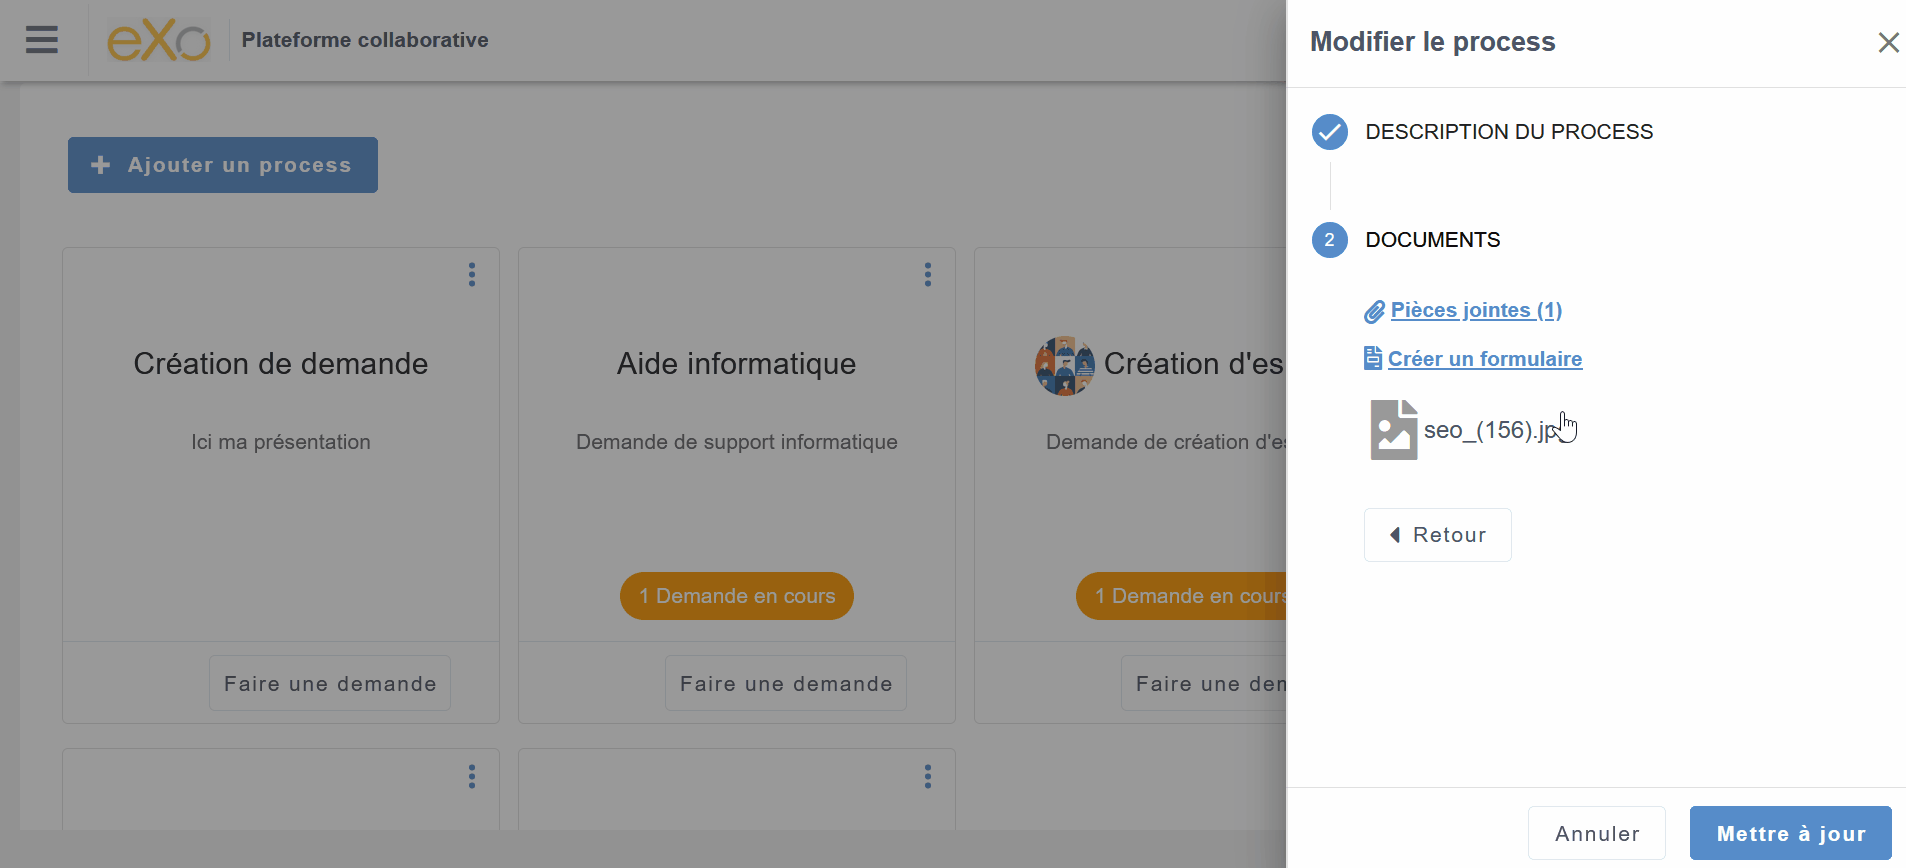 eXo
Plateforme collaborative
Ajouter un process
Création de demande
Ici ma présentation
Faire une demande
Aide informatique
Demande de support informatique
1 Demande en cours
Faire une demande
Création d'es
Demande de création d'es
1 Demande en cours
Faire une den
Modifier le process
DESCRIPTION DU PROCESS
2
DOCUMENTS
Pièces jointes (1)
Créer un formulaire
seo_(156).jp
Retour
Annuler
Mettre à jour